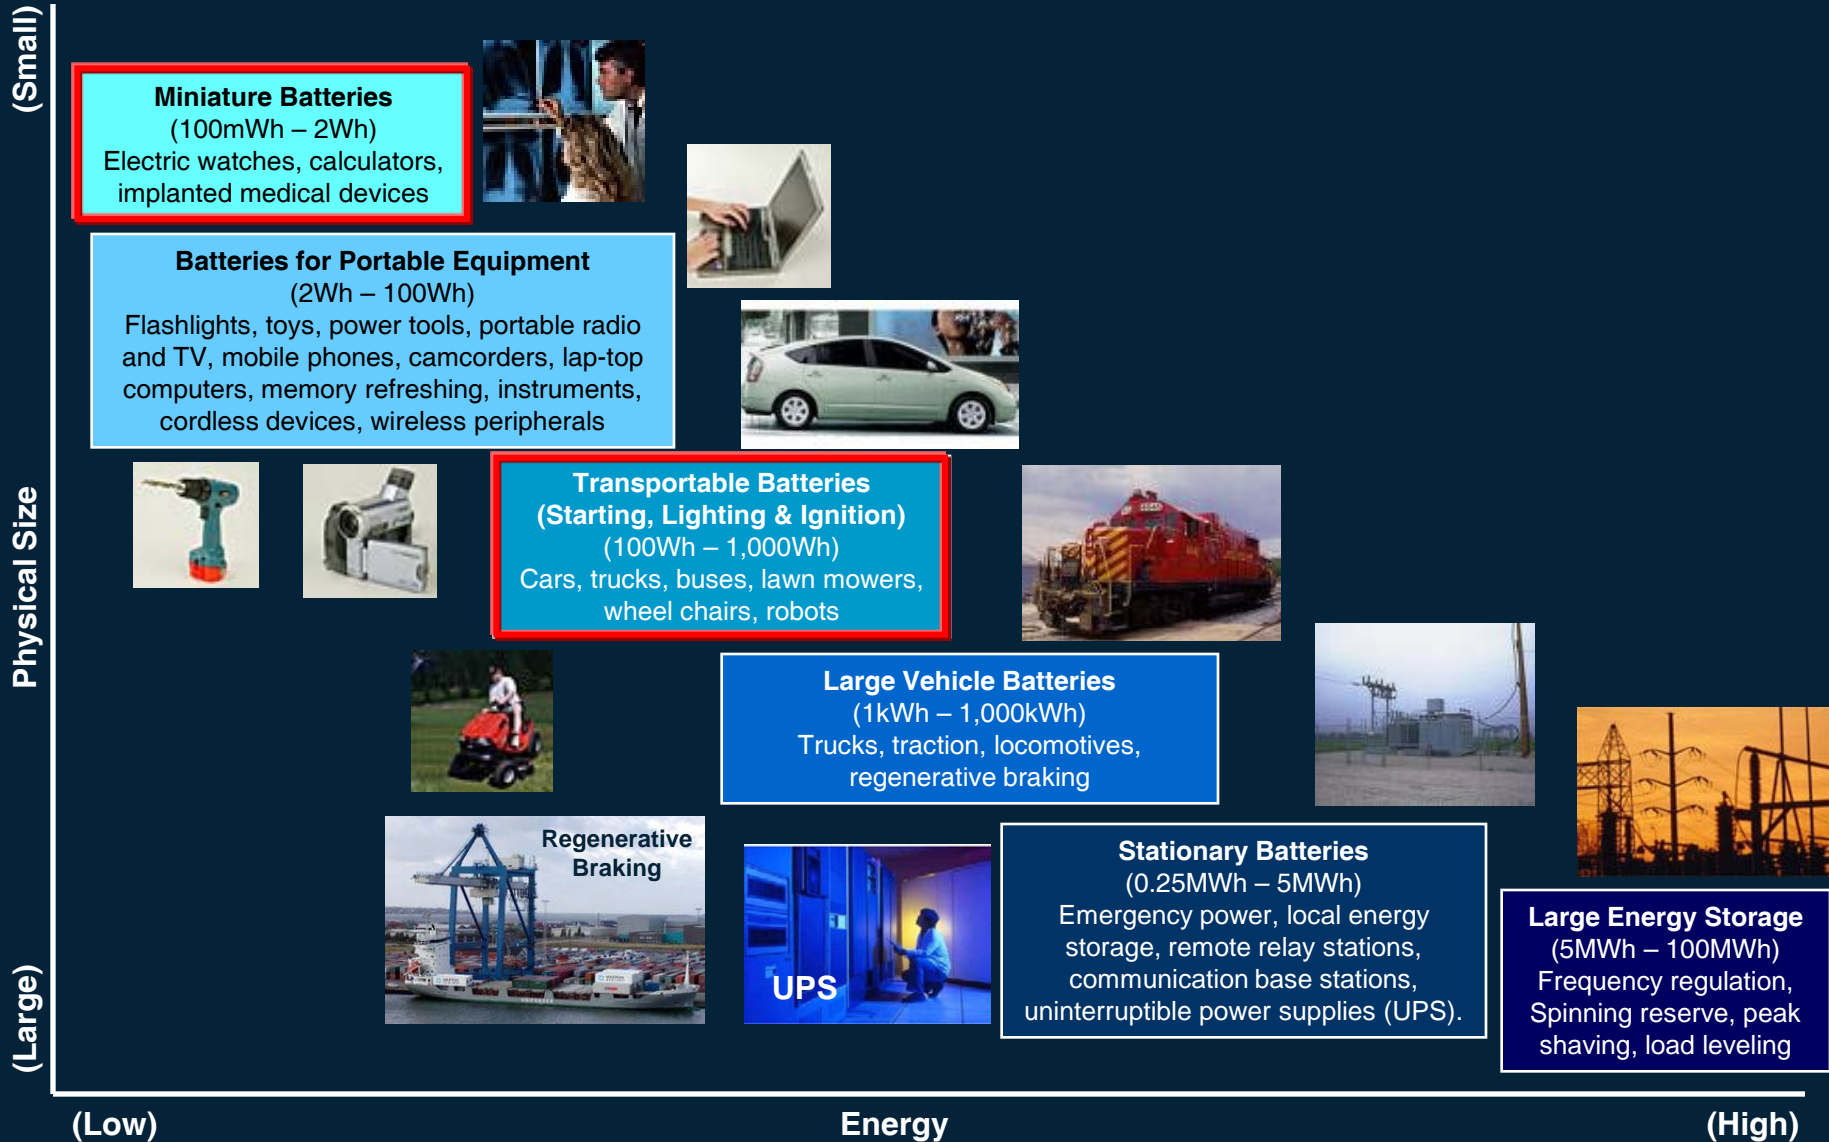 (Small)
Physical Size
(Large)
Miniature Batteries
(100mWh – 2Wh)
Electric watches, calculators,
implanted medical devices
Batteries for Portable Equipment
(2Wh – 100Wh)
Flashlights, toys, power tools, portable radio
and TV, mobile phones, camcorders, lap-top
computers, memory refreshing, instruments,
cordless devices, wireless peripherals
Transportable Batteries
(Starting, Lighting & Ignition)
(100Wh – 1,000Wh)
Cars, trucks, buses, lawn mowers,
wheel chairs, robots
Large Vehicle Batteries
(1kWh – 1,000kWh)
Trucks, traction, locomotives,
regenerative braking
Regenerative
Braking
UPS
Stationary Batteries
(0.25MWh – 5MWh)
Emergency power, local energy
storage, remote relay stations,
communication base stations,
uninterruptible power supplies (UPS).
Large Energy Storage
(5MWh – 100MWh)
Frequency regulation,
Spinning reserve, peak
shaving, load leveling
(Low)
Energy
(High)